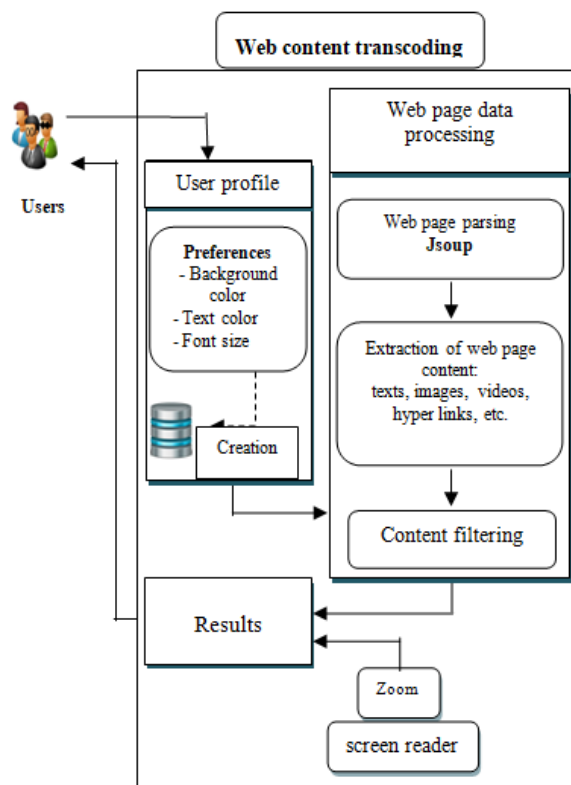 Web content transcoding
Users
User profile
Preferences
- Background
color
- Text color
- Font size
Creation
Web page data
processing
Web page parsing
Jsoup
Extraction of web page
content:
texts, images, videos,
hyper links, etc.
Content filtering
Results
Zoom
screen reader